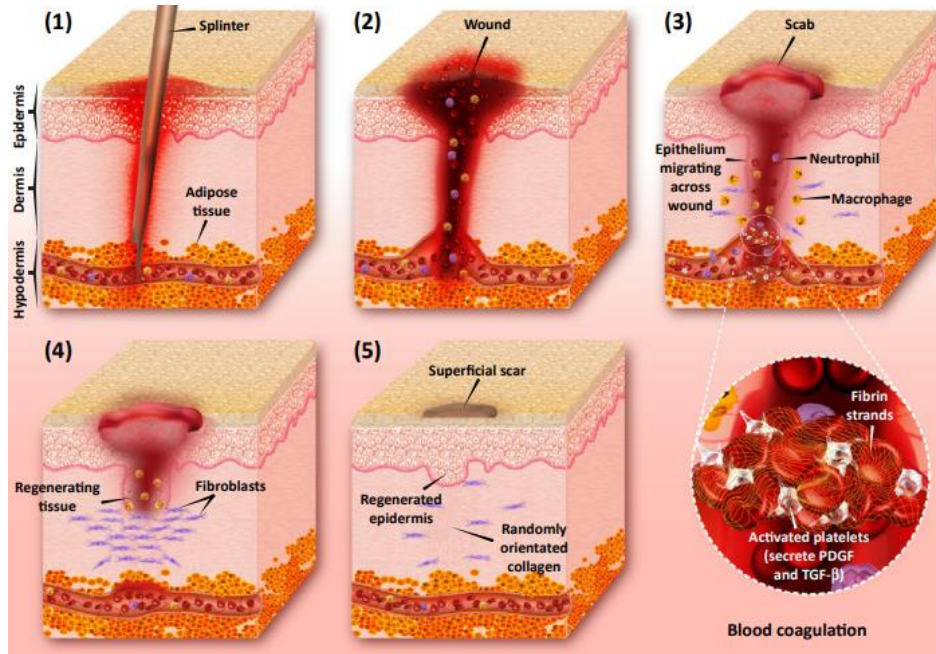 (1)
Splinter
Epidermis
Dermis
Hypodermis
Adipose
tissue
(2)
Wound
(3)
Scab
Epithelium
migrating
across
wound
Neutrophil
Macrophage
(4)
Regenerating
tissue
Fibroblasts
(5)
Superficial scar
Regenerated
epidermis
Randomly
orientated
collagen
Fibrin
strands
Activated platelets
(secrete PDGF
and TGF-β)
Blood coagulation